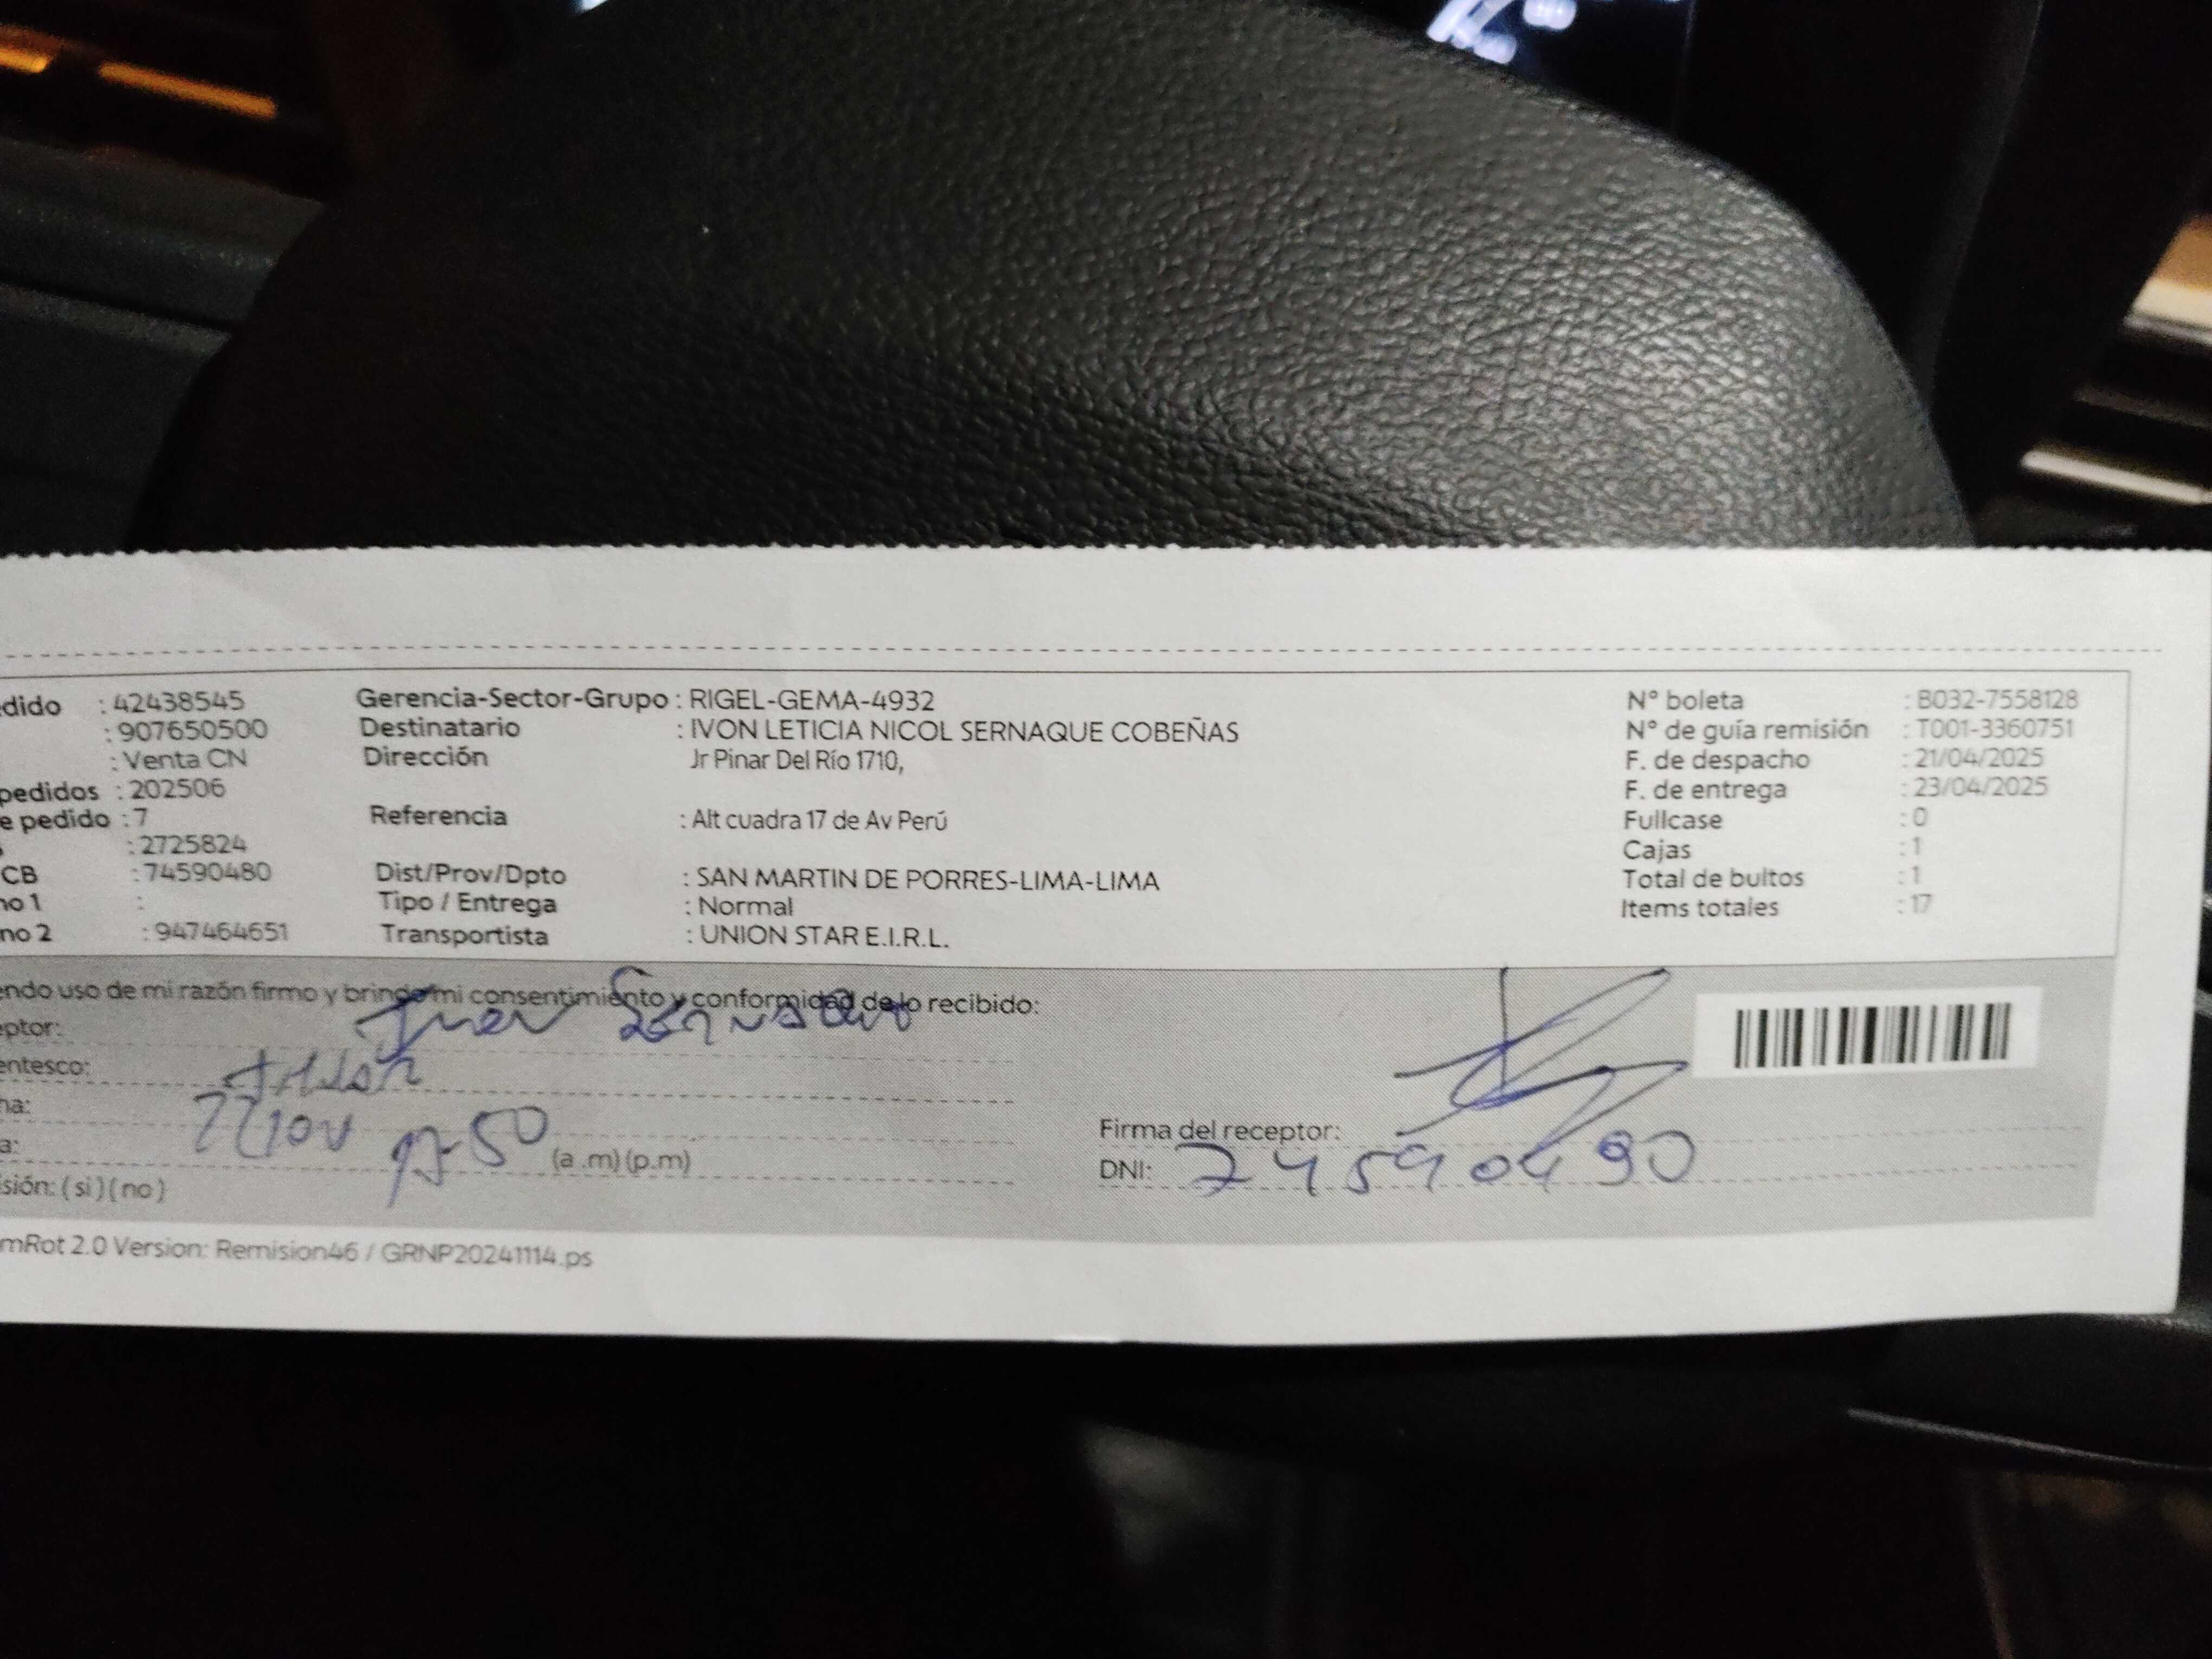 dido : 42438545 Gerencia-Sector-Grupo : RIGEL-GEMA-4932 N° boleta : B032-7558128
: 907650500 Destinatario : IVON LETICIA NICOL SERNAQUE COBEÑAS N° de guía remisión : T001-3360751
: Venta CN Dirección Jr Pinar Del Río 1710, F. de despacho : 21/04/2025
pedidos : 202506 F. de entrega : 23/04/2025
e pedido : 7 Referencia : Alt cuadra 17 de Av Perú Fullcase : 0
: 2725824 Cajas : 1
CB : 74590480 Dist/Prov/Dpto : SAN MARTIN DE PORRES-LIMA-LIMA Total de bultos : 1
no 1 : Tipo / Entrega : Normal Items totales : 17
no 2 : 947464651 Transportista : UNION STAR E.I.R.L.
endo uso de mi razón firmo y brindo mi consentimiento y conformidad de lo recibido:
eptor:
entesco:
na:
Firma del receptor:
a: 50 (a .m) (p.m)
DNI: 74590490
sión: ( si ) ( no )
mRot 2.0 Version: Remision46 / GRNP20241114.ps